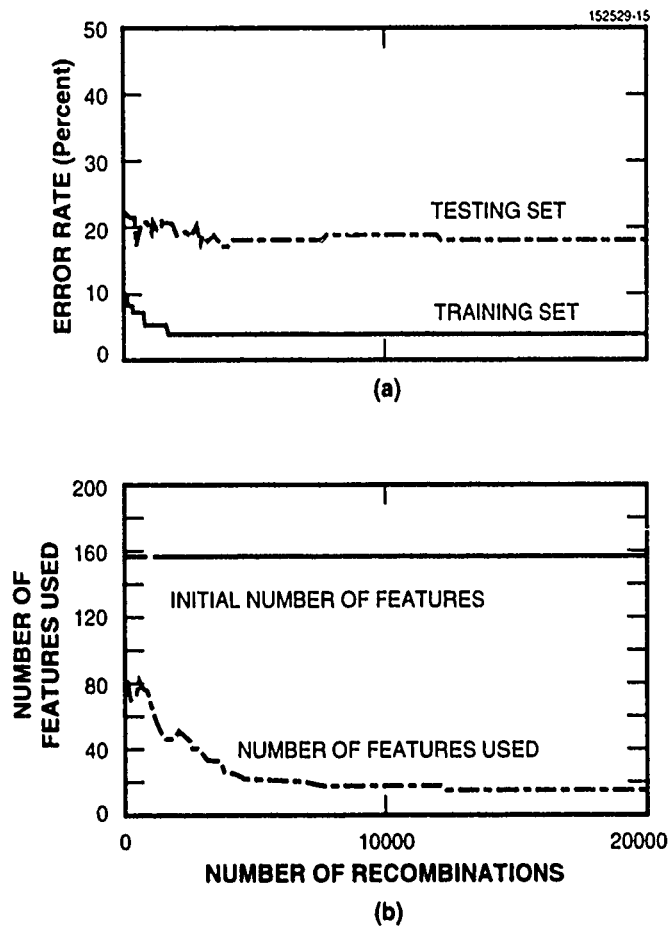 152529-15
50
40
30
20
10
0
ERROR RATE (Percent)
TESTING SET
TRAINING SET
(a)
200
160
120
80
40
0
NUMBER OF
FEATURES USED
INITIAL NUMBER OF FEATURES
NUMBER OF FEATURES USED
0 10000 20000
NUMBER OF RECOMBINATIONS
(b)